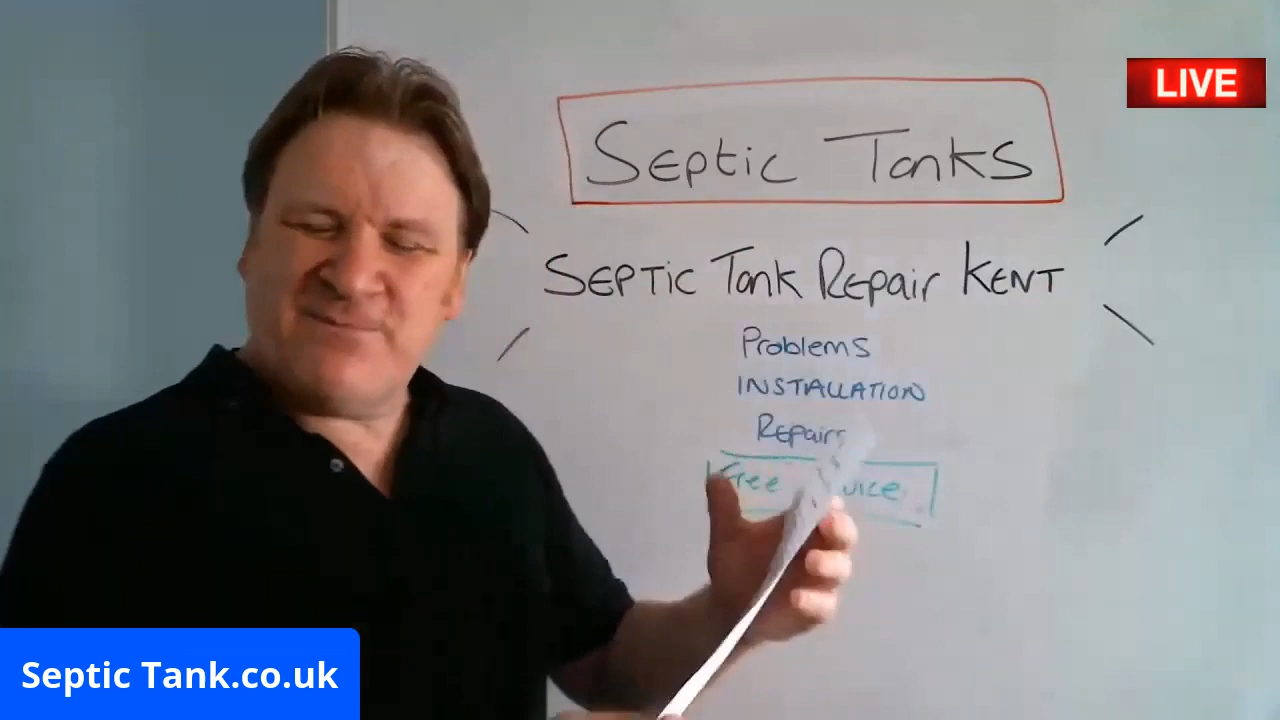 LIVE
Septic Tanks
SEPTIC Tank Repair KENT
Problems
INSTALLATION
Repairs
Free
Septic Tank.co.uk